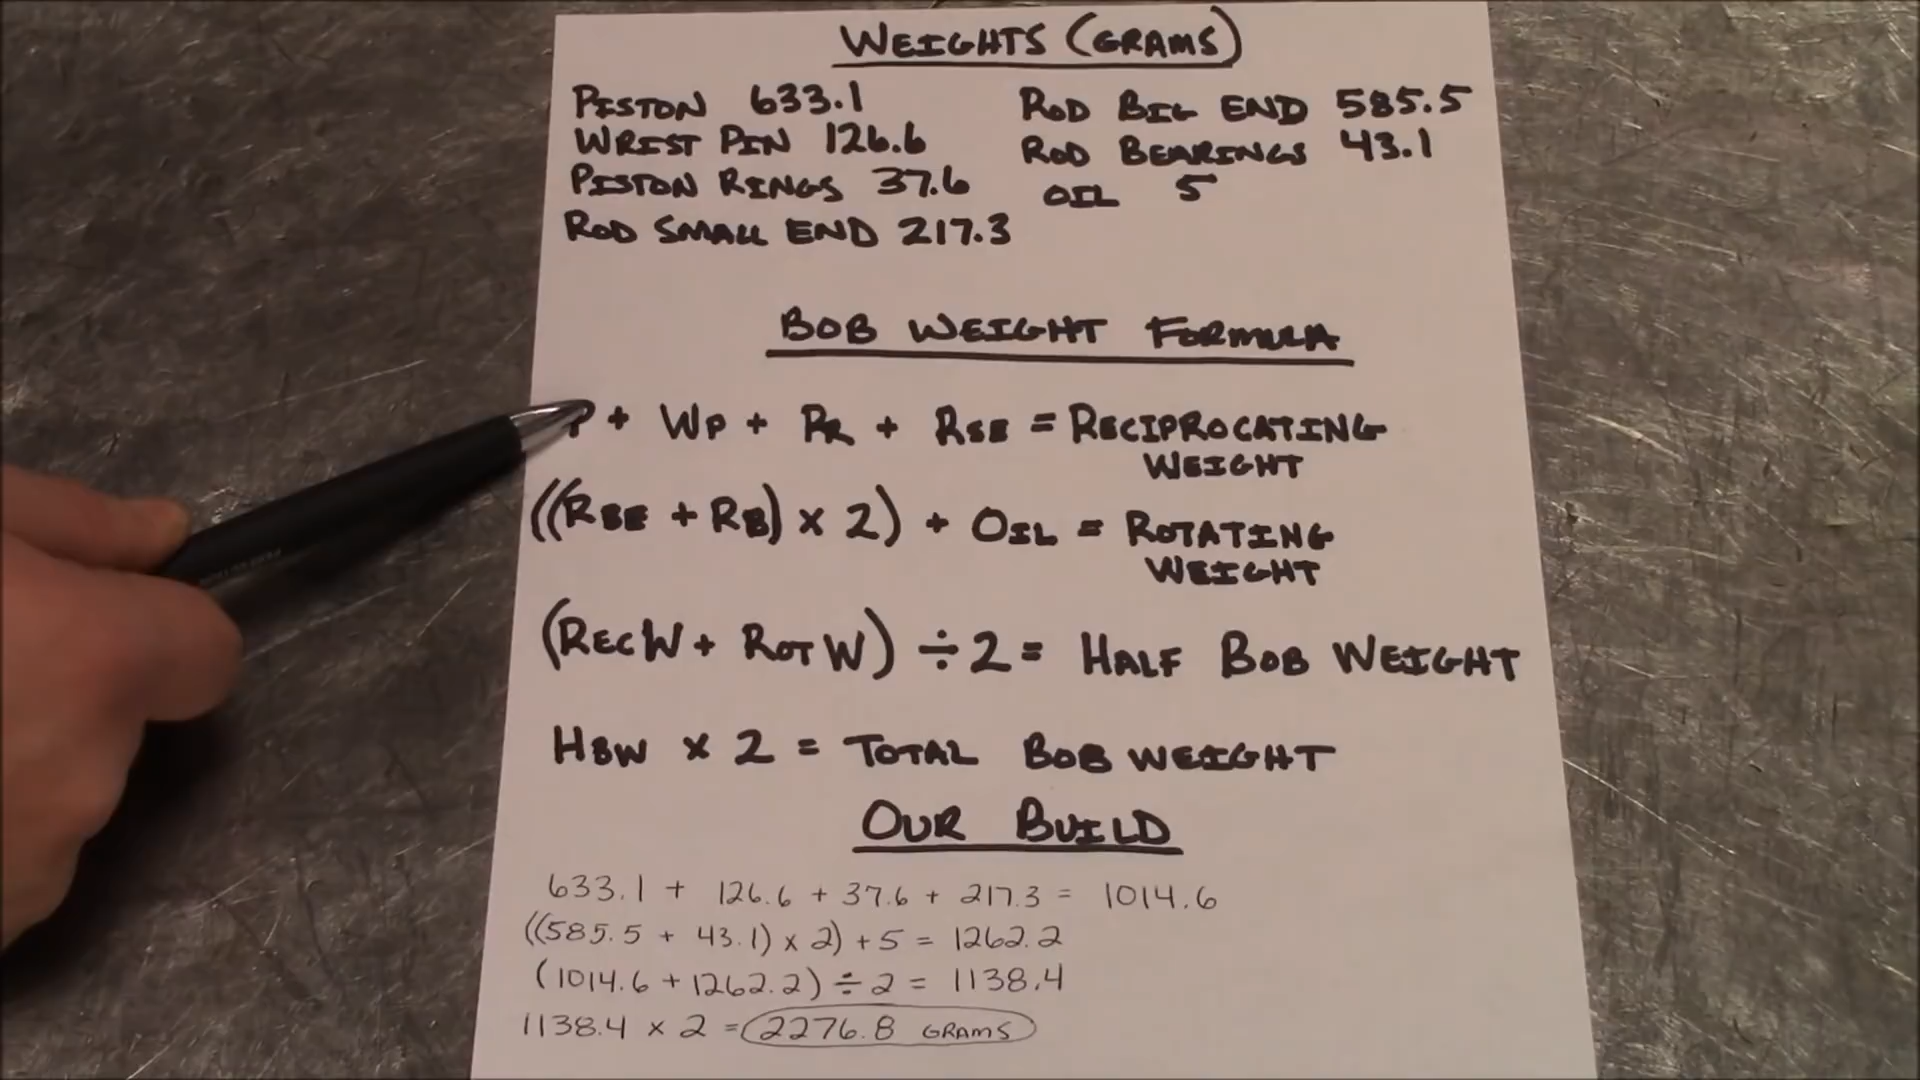 WEIGHTS (GRAMS)
PISTON 633.1
WRIST PIN 126.6
PISTON RINGS 37.6
ROD SMALL END 217.3
ROD BIG END 585.5
ROD BEARINGS 43.1
OIL 5
BOB WEIGHT FORMULA
P + WP + PR + RSE = RECIPROCATING
WEIGHT
((RBE + RB) x 2) + OIL = ROTATING
WEIGHT
(RECW + ROTW) ÷ 2 = HALF BOB WEIGHT
HBW x 2 = TOTAL BOB WEIGHT
OUR BUILD
633.1 + 126.6 + 37.6 + 217.3 = 1014.6
((585.5 + 43.1) x 2) + 5 = 1262.2
(1014.6 + 1262.2) ÷ 2 = 1138.4
1138.4 x 2 = 2276.8 GRAMS